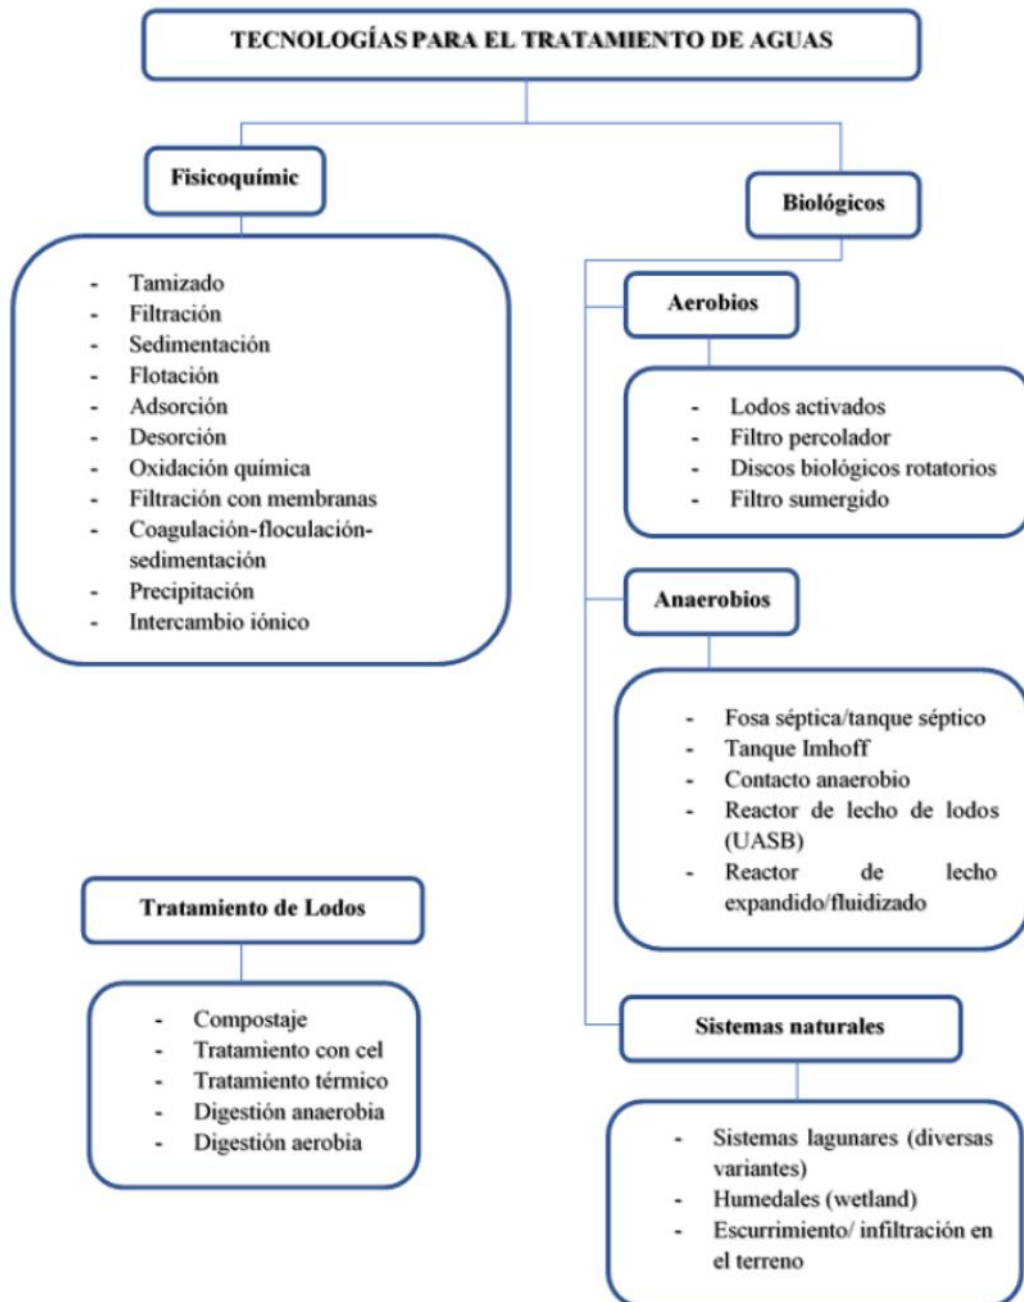 TECNOLOGÍAS PARA EL TRATAMIENTO DE AGUAS
Fisicoquímic
- Tamizado
- Filtración
- Sedimentación
- Flotación
- Adsorción
- Desorción
- Oxidación química
- Filtración con membranas
- Coagulación-floculación-
sedimentación
- Precipitación
- Intercambio iónico
Biológicos
Aerobios
- Lodos activados
- Filtro percolador
- Discos biológicos rotatorios
- Filtro sumergido
Anaerobios
- Fosa séptica/tanque séptico
- Tanque Imhoff
- Contacto anaerobio
- Reactor de lecho de lodos
(UASB)
- Reactor de lecho
expandido/fluidizado
Tratamiento de Lodos
- Compostaje
- Tratamiento con cel
- Tratamiento térmico
- Digestión anaerobia
- Digestión aerobia
Sistemas naturales
- Sistemas lagunares (diversas
variantes)
- Humedales (wetland)
- Escurrimiento/ infiltración en
el terreno